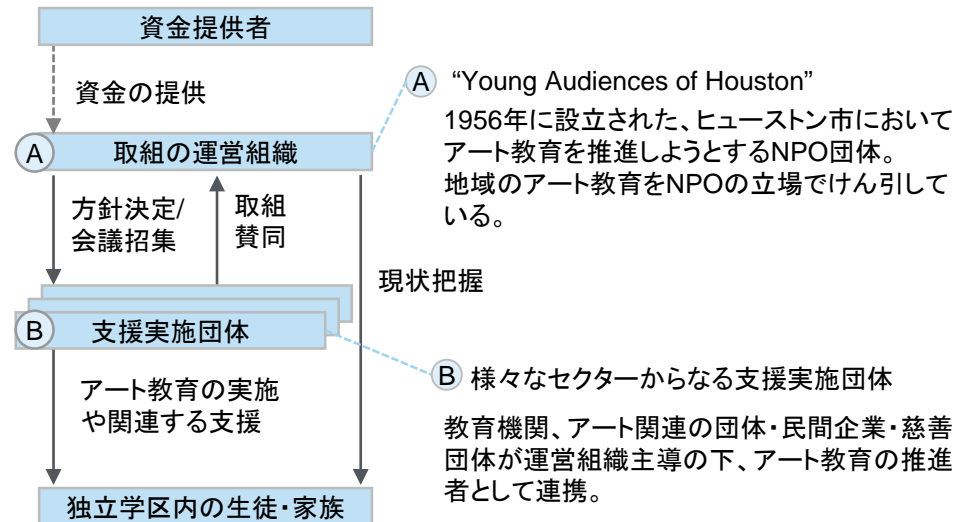 資金提供者
資金の提供
A
取組の運営組織
方針決定/
会議招集
取組
賛同
現状把握
B
支援実施団体
アート教育の実施
や関連する支援
独立学区内の生徒・家族
A “Young Audiences of Houston”
1956年に設立された、ヒューストン市において
アート教育を推進しようとするNPO団体。
地域のアート教育をNPOの立場でけん引して
いる。
B 様々なセクターからなる支援実施団体
教育機関、アート関連の団体・民間企業・慈善
団体が運営組織主導の下、アート教育の推進
者として連携。